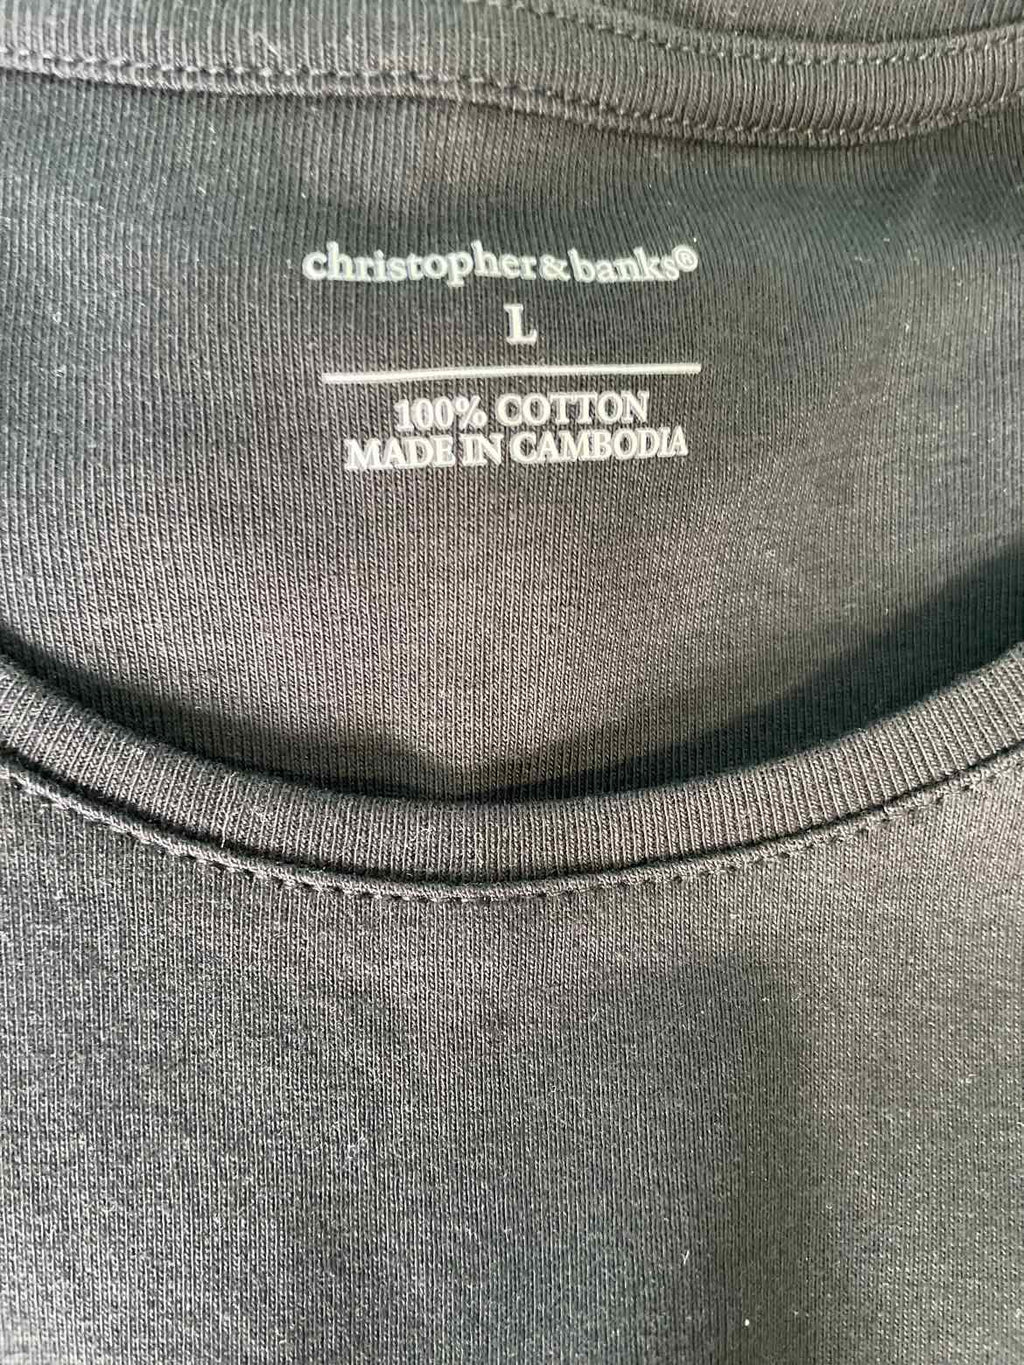 christopher&banks®
L
100% COTTON
MADE IN CAMBODIA